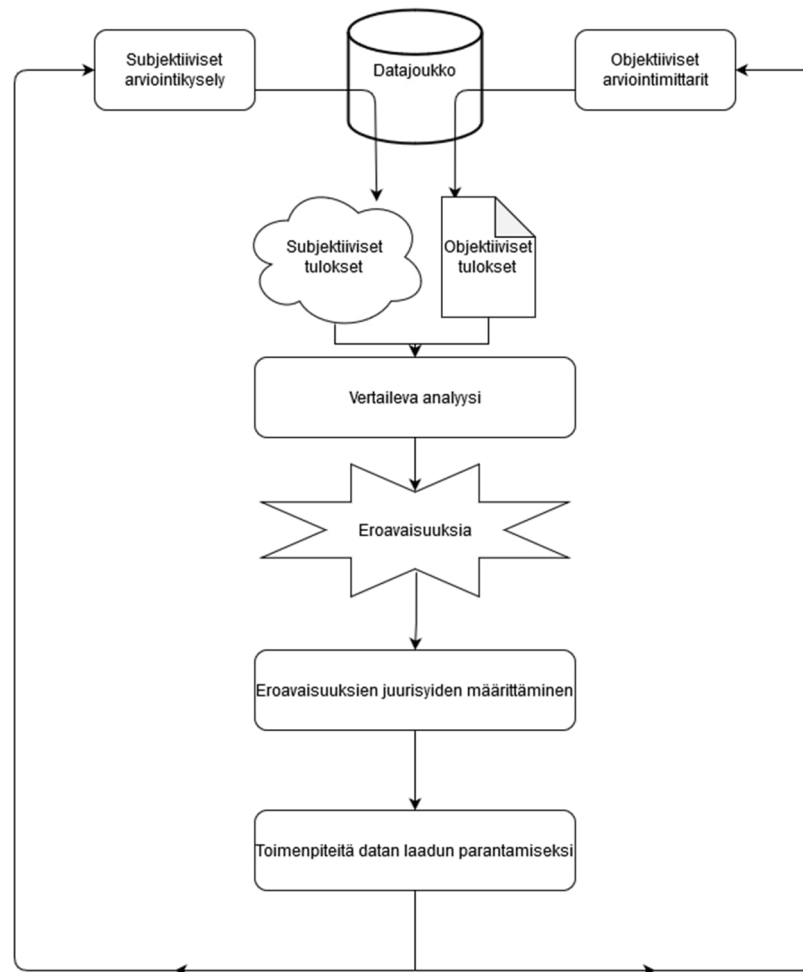 Subjektiiviset
arviointikysely
Datajoukko
Objektiiviset
arviointimittarit
Subjektiiviset
tulokset
Objektiiviset
tulokset
Vertaileva analyysi
Eroavaisuuksia
Eroavaisuuksien juurisyiden määrittäminen
Toimenpiteitä datan laadun parantamiseksi